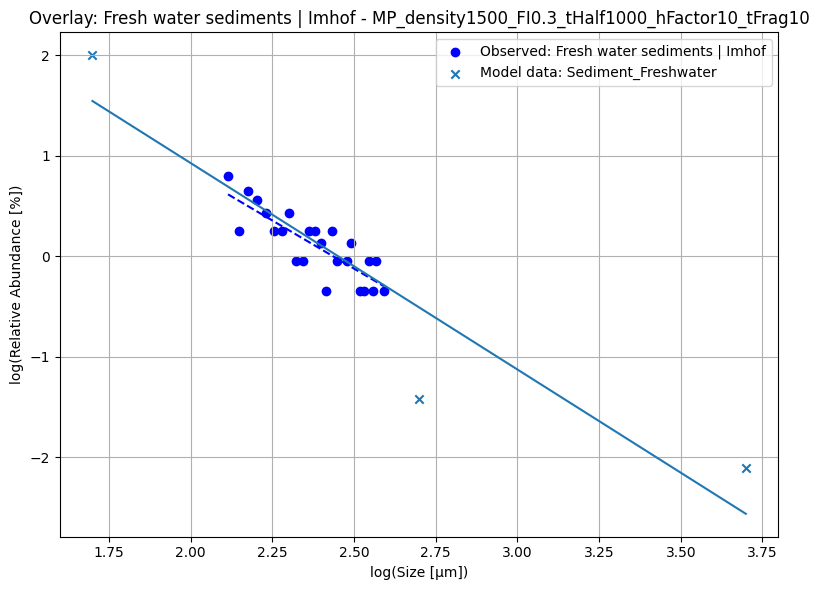 Overlay: Fresh water sediments | Imhof - MP_density1500_FI0.3_tHalf1000_hFactor10_tFrag10
Observed: Fresh water sediments | Imhof
Model data: Sediment_Freshwater
log(Relative Abundance [%])
2
1
0
−1
−2
1.75 2.00 2.25 2.50 2.75 3.00 3.25 3.50 3.75
log(Size [μm])